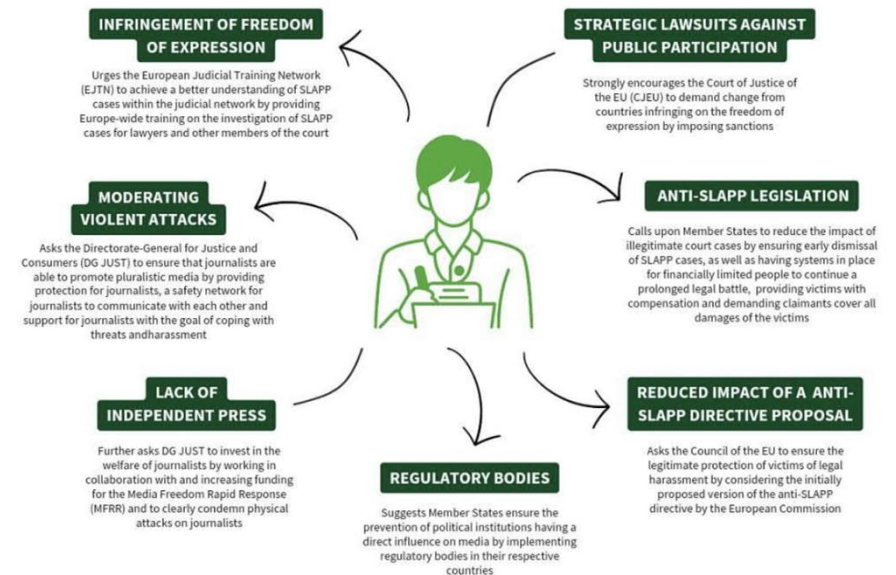 INFRINGEMENT OF FREEDOM
OF EXPRESSION
Urges the European Judicial Training Network
(EJTN) to achieve a better understanding of SLAPP
cases within the judicial network by providing
Europe-wide training on the investigation of SLAPP
cases for lawyers and other members of the court
STRATEGIC LAWSUITS AGAINST
PUBLIC PARTICIPATION
Strongly encourages the Court of Justice of
the EU (CJEU) to demand change from
countries infringing on the freedom of
expression by imposing sanctions
MODERATING
VIOLENT ATTACKS
Asks the Directorate-General for Justice and
Consumers (DG JUST) to ensure that journalists are
able to promote pluralistic media by providing
protection for journalists, a safety network for
journalists to communicate with each other and
support for journalists with the goal of coping with
threats andharassment
ANTI-SLAPP LEGISLATION
Calls upon Member States to reduce the impact of
illegitimate court cases by ensuring early dismissal
of SLAPP cases, as well as having systems in place
for financially limited people to continue a
prolonged legal battle, providing victims with
compensation and demanding claimants cover all
damages of the victims
LACK OF
INDEPENDENT PRESS
Further asks DG JUST to invest in the
welfare of journalists by working in
collaboration with and increasing funding
for the Media Freedom Rapid Response
(MFRR) and to clearly condemn physical
attacks on journalists
REGULATORY BODIES
Suggests Member States ensure the
prevention of political institutions having a
direct influence on media by implementing
regulatory bodies in their respective
countries
REDUCED IMPACT OF A ANTI-
SLAPP DIRECTIVE PROPOSAL
Asks the Council of the EU to ensure the
legitimate protection of victims of legal
harassment by considering the initially
proposed version of the anti-SLAPP
directive by the European Commission